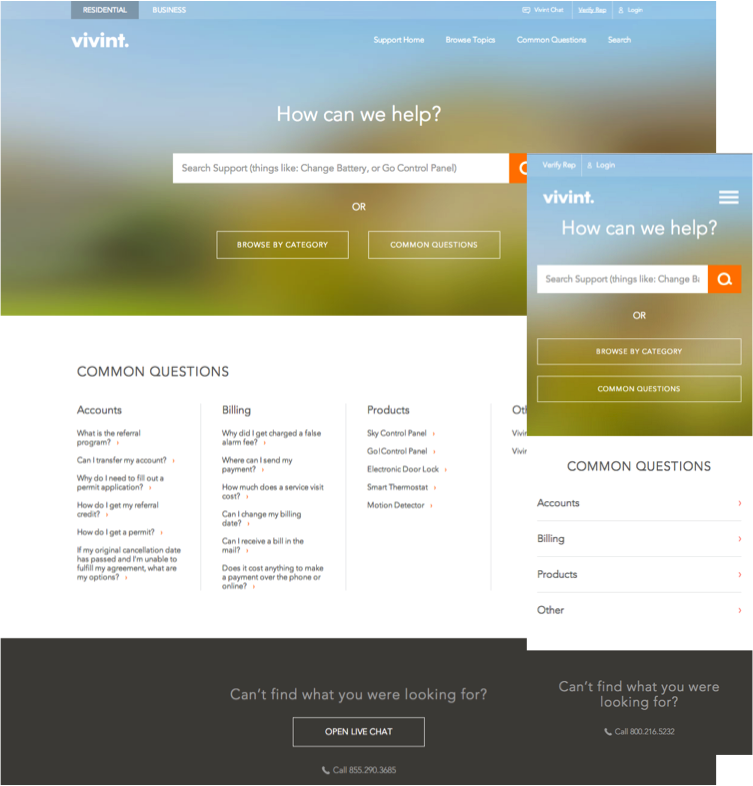 RESIDENTIAL BUSINESS Vivint Chat Verify Rep Login
vivint. Support Home Browse Topics Common Questions Search
How can we help?
Search Support (things like: Change Battery, or Go Control Panel)
OR
BROWSE BY CATEGORY COMMON QUESTIONS
COMMON QUESTIONS
Accounts
What is the referral
program? ›
Can I transfer my account? ›
Why do I need to fill out a
permit application? ›
How do I get my referral
credit? ›
How do I get a permit? ›
If my original cancellation date
has passed and I'm unable to
fulfill my agreement, what are
my options? ›
Billing
Why did I get charged a false
alarm fee? ›
Where can I send my
payment? ›
How much does a service visit
cost? ›
Can I change my billing
date? ›
Can I receive a bill in the
mail? ›
Does it cost anything to make
a payment over the phone or
online? ›
Products
Sky Control Panel ›
Go!Control Panel ›
Electronic Door Lock ›
Smart Thermostat ›
Motion Detector ›
Can't find what you were looking for?
OPEN LIVE CHAT
Call 855.290.3685
Verify Rep Login
vivint.
How can we help?
Search Support (things like: Change
OR
BROWSE BY CATEGORY
COMMON QUESTIONS
COMMON QUESTIONS
Accounts ›
Billing ›
Products ›
Other ›
Can't find what you were
looking for?
Call 800.216.5232